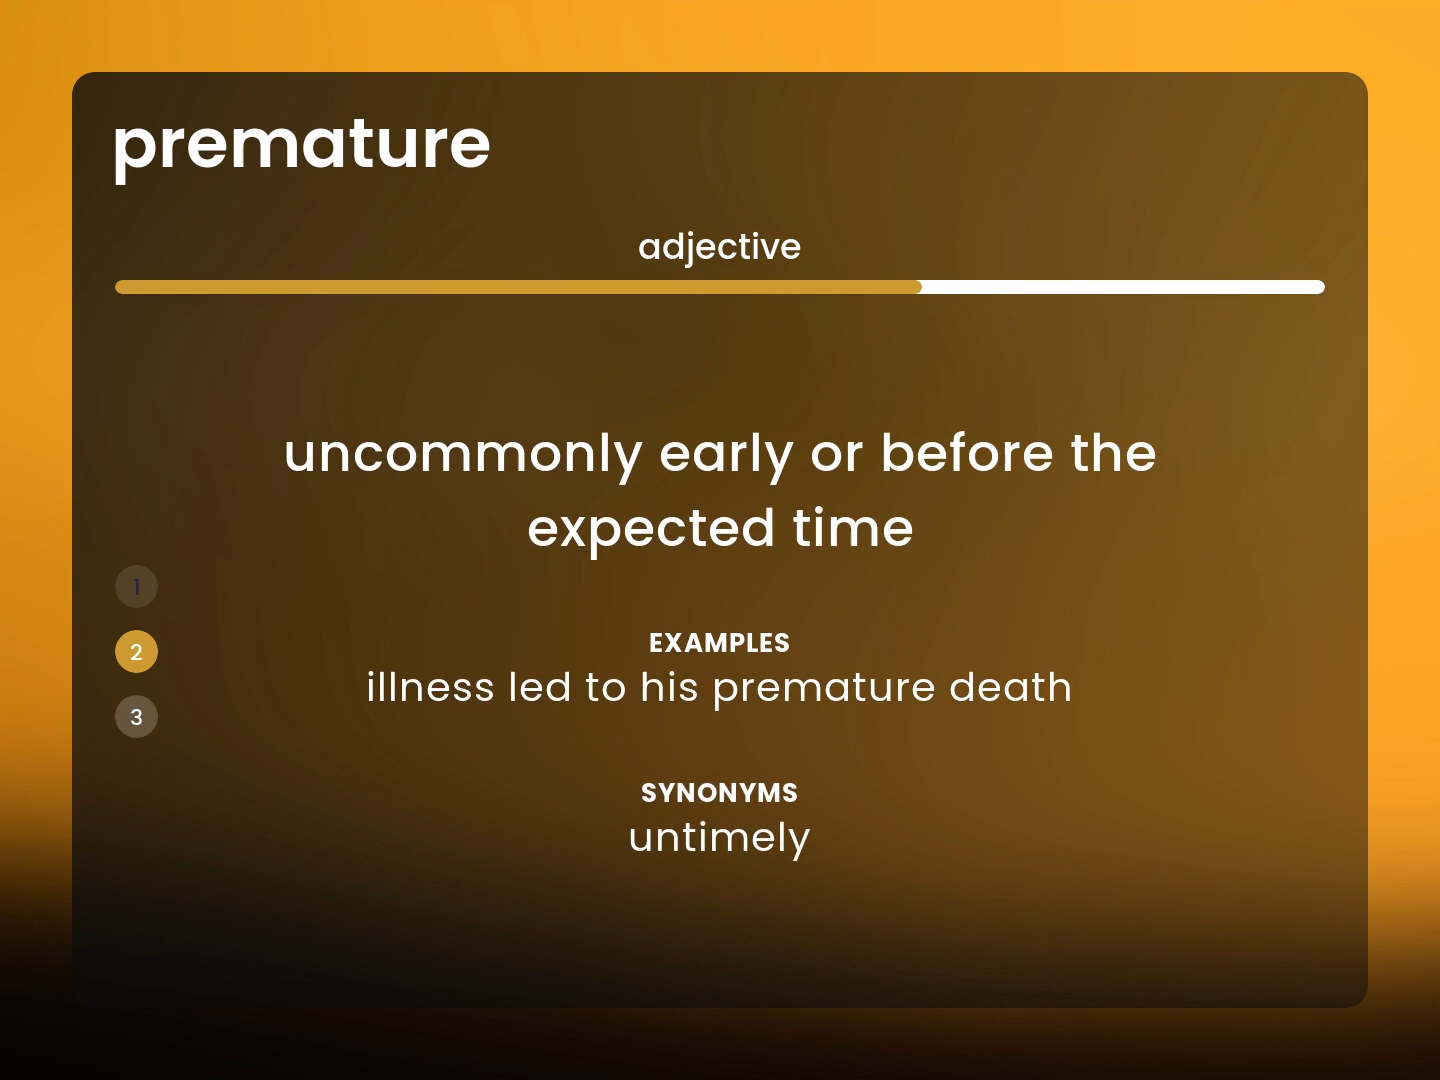 premature
adjective
uncommonly early or before the
expected time
1
2
EXAMPLES
illness led to his premature death
3
SYNONYMS
untimely